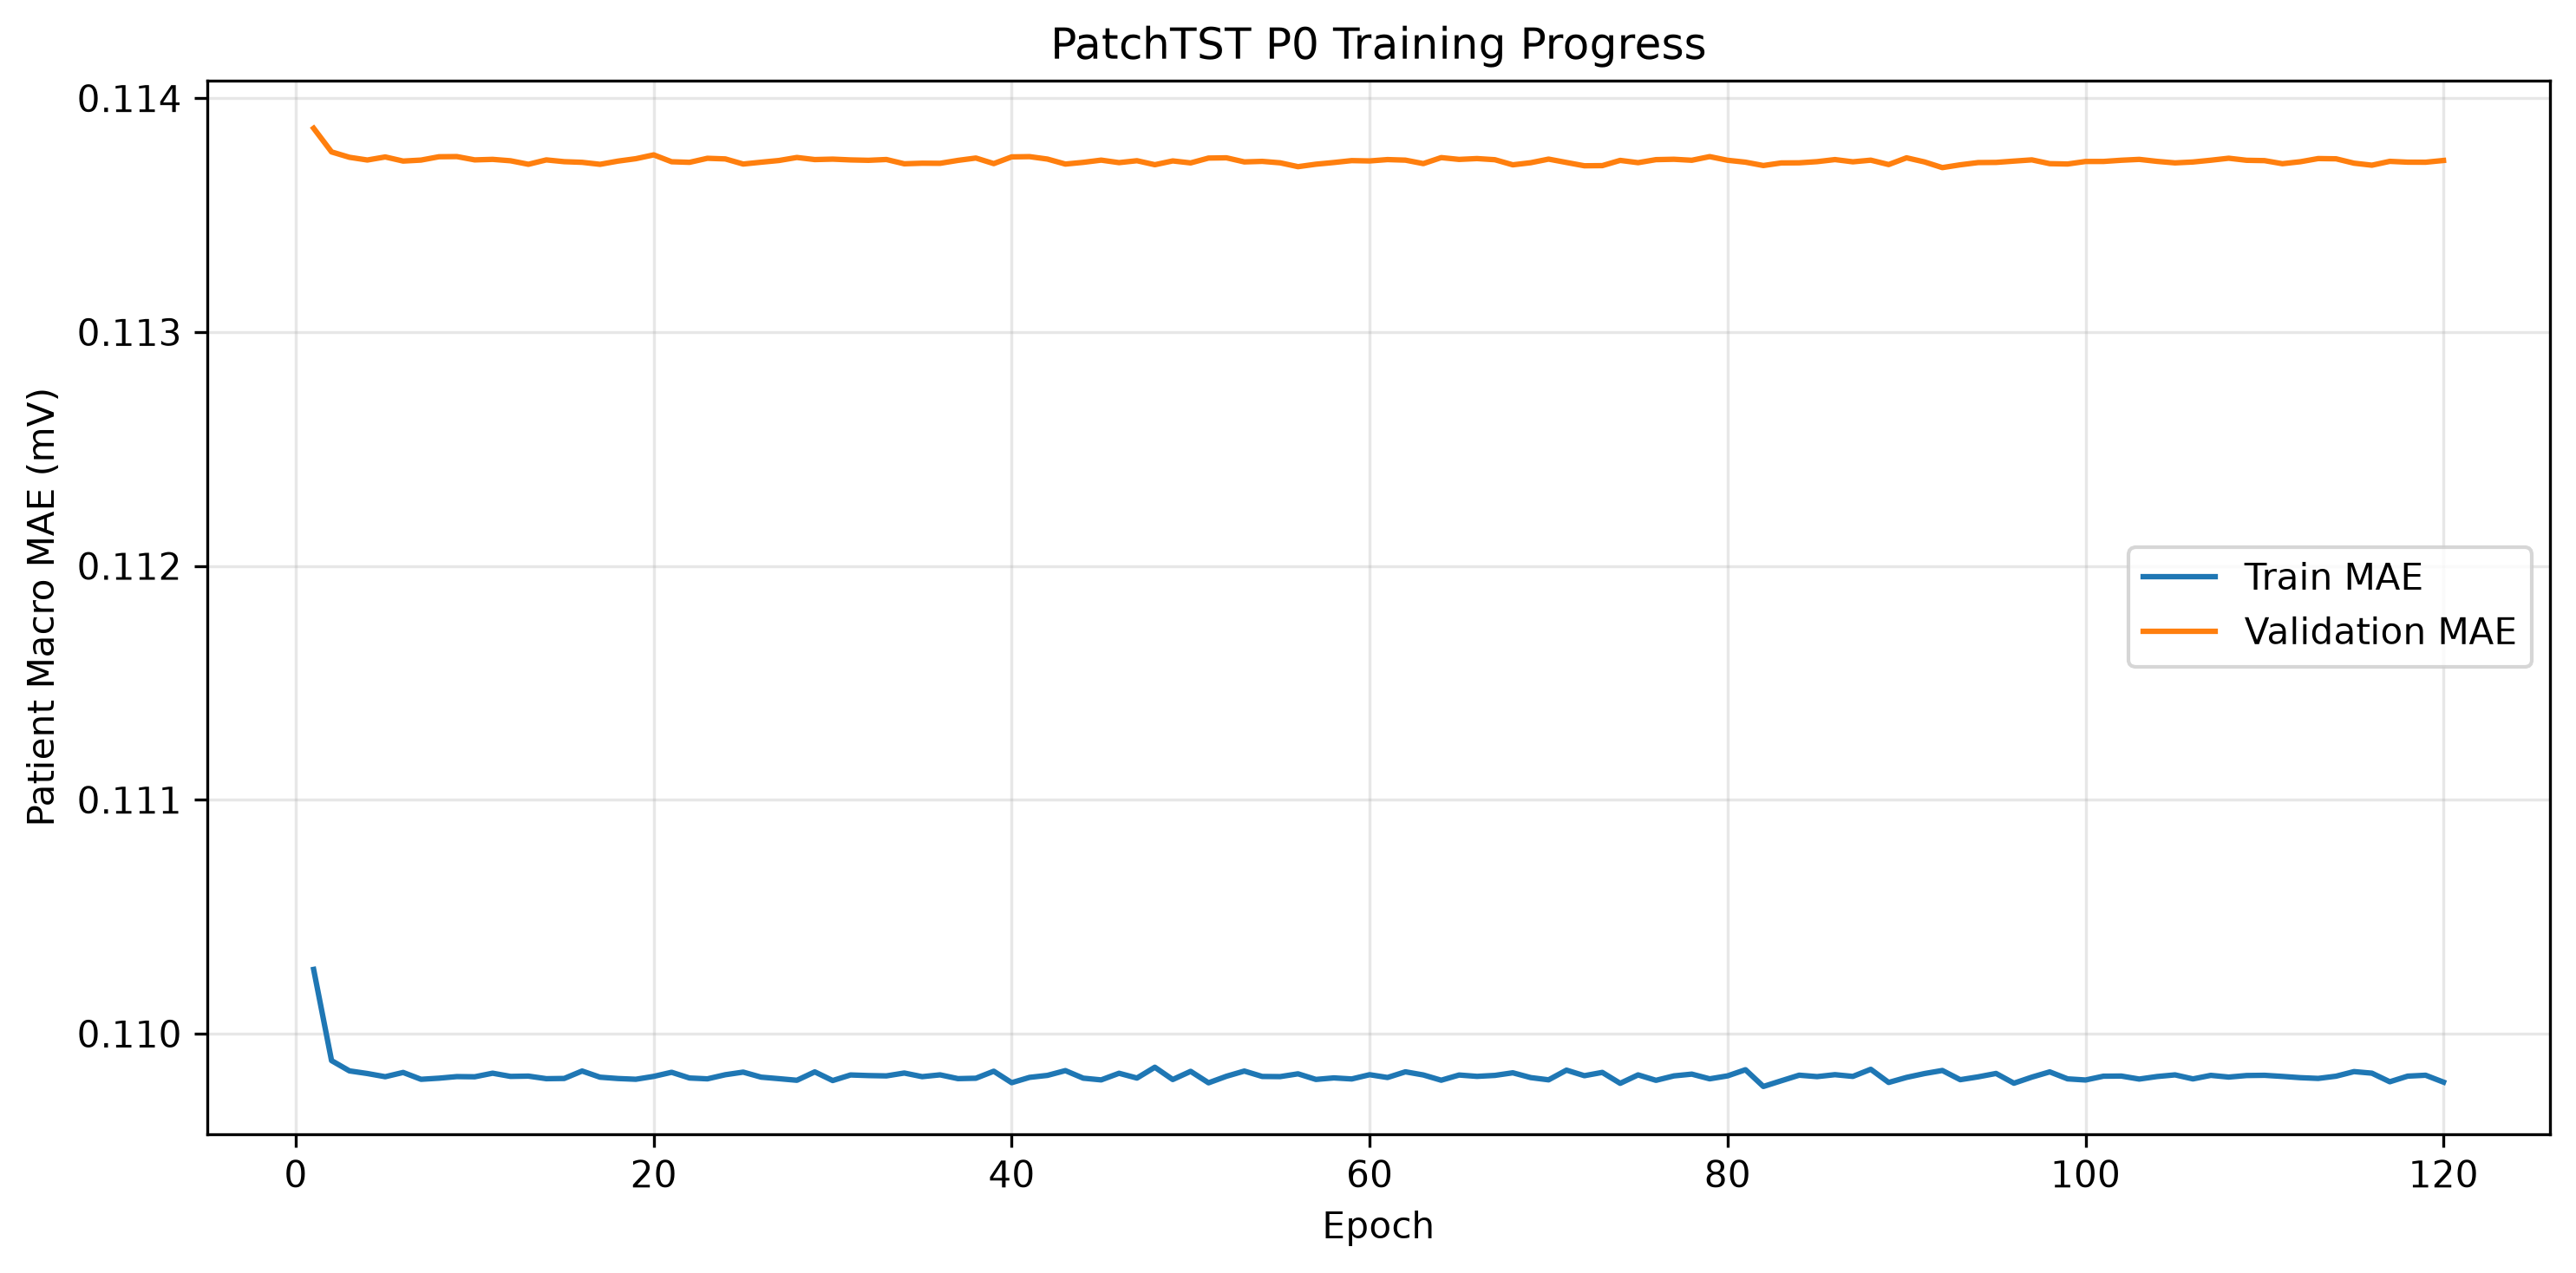 PatchTST P0 Training Progress
0.114
0.113
0.112
0.111
0.110
Patient Macro MAE (mV)
Train MAE
Validation MAE
0 20 40 60 80 100 120
Epoch